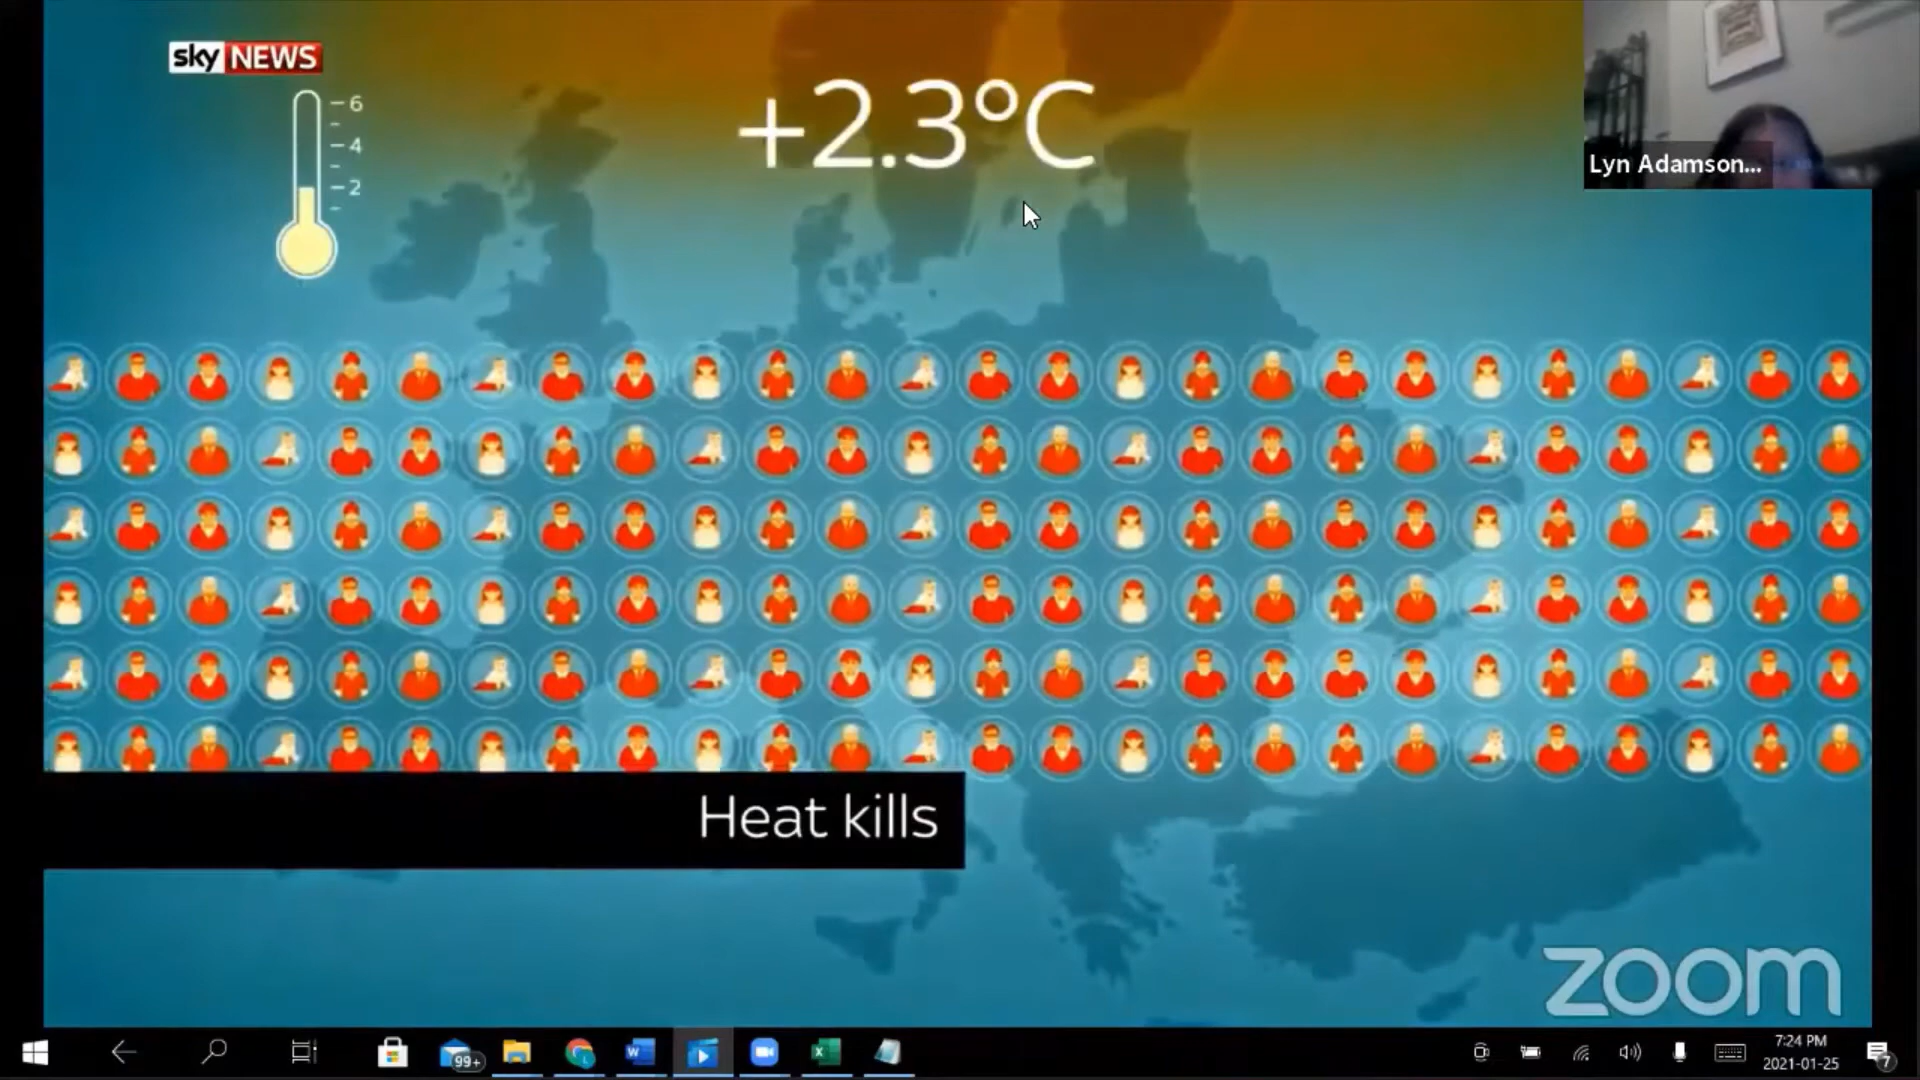 sky NEWS
6
4
2
+2.3°C
Lyn Adamson...
Heat kills
zoom
99+
7:24 PM
2021-01-25
7